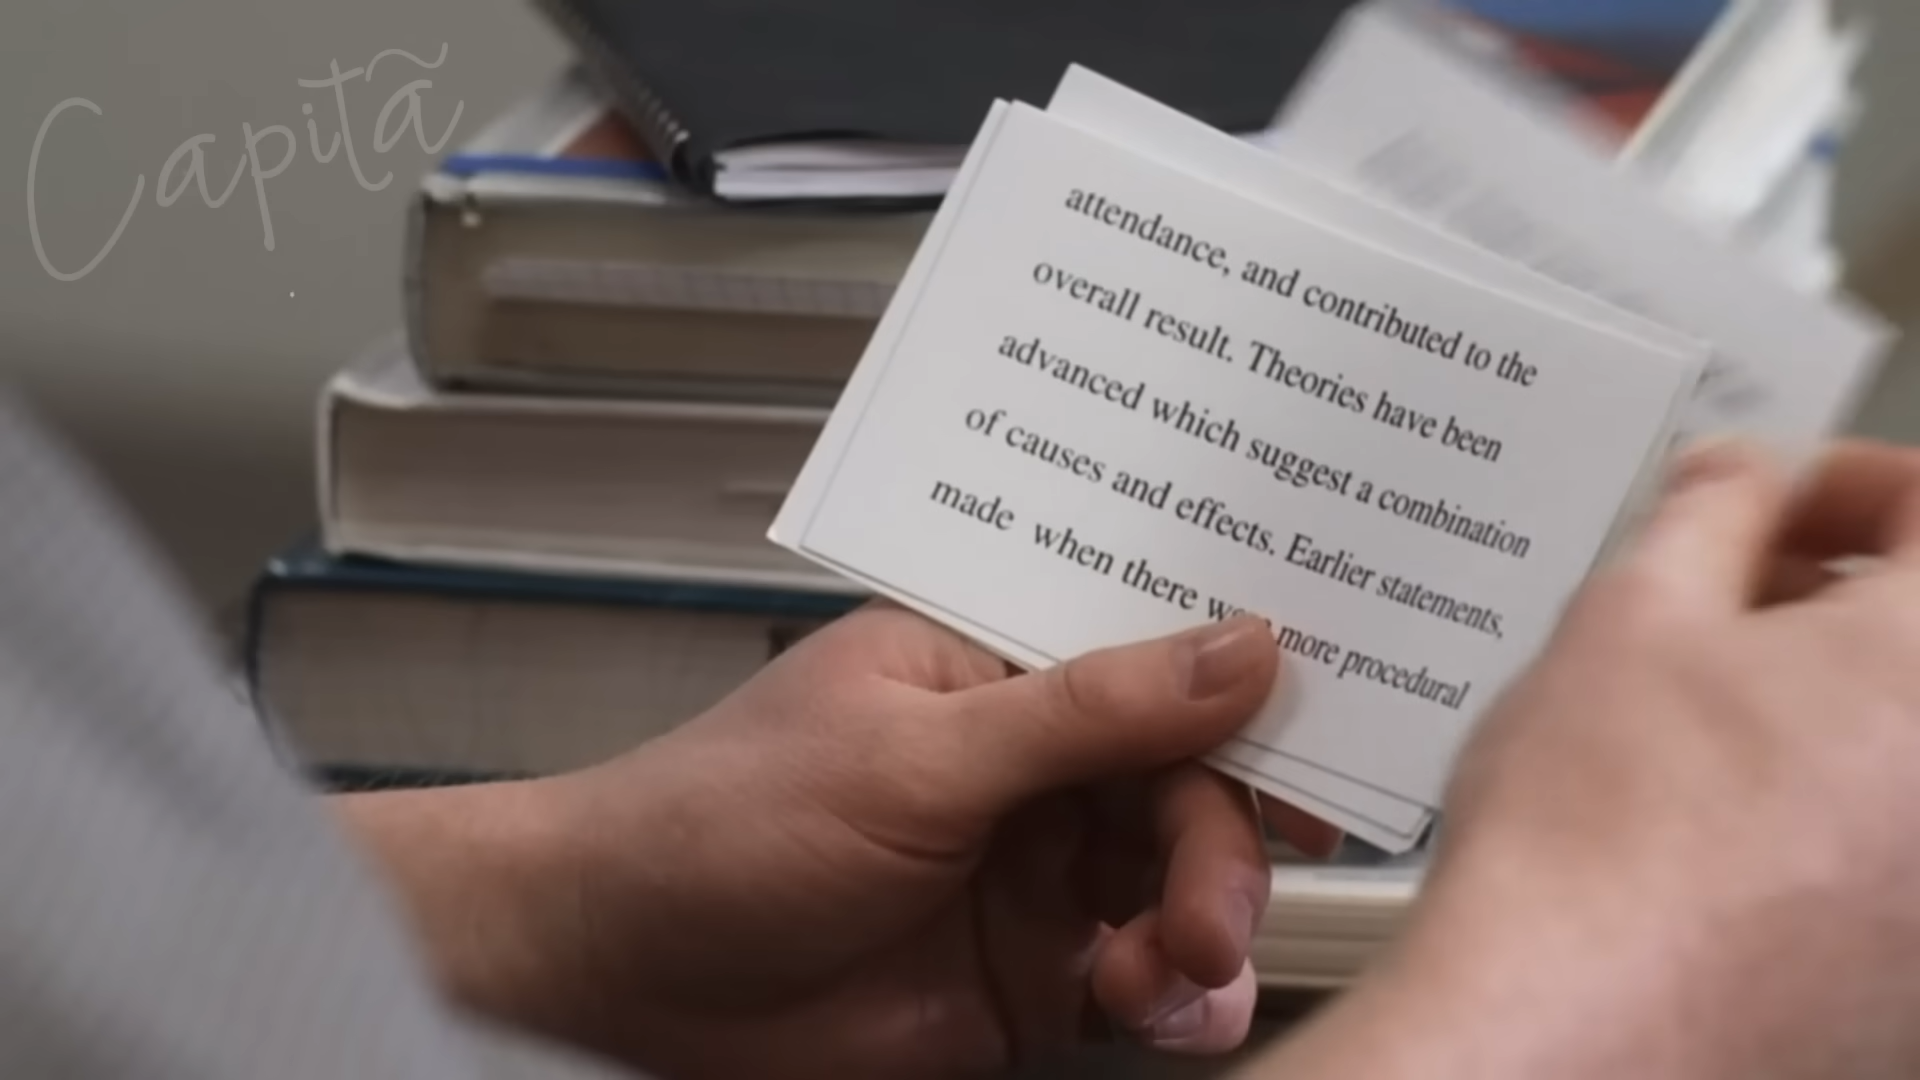 Capitã
attendance, and contributed to the
overall result. Theories have been
advanced which suggest a combination
of causes and effects. Earlier statements,
made when there were more procedural